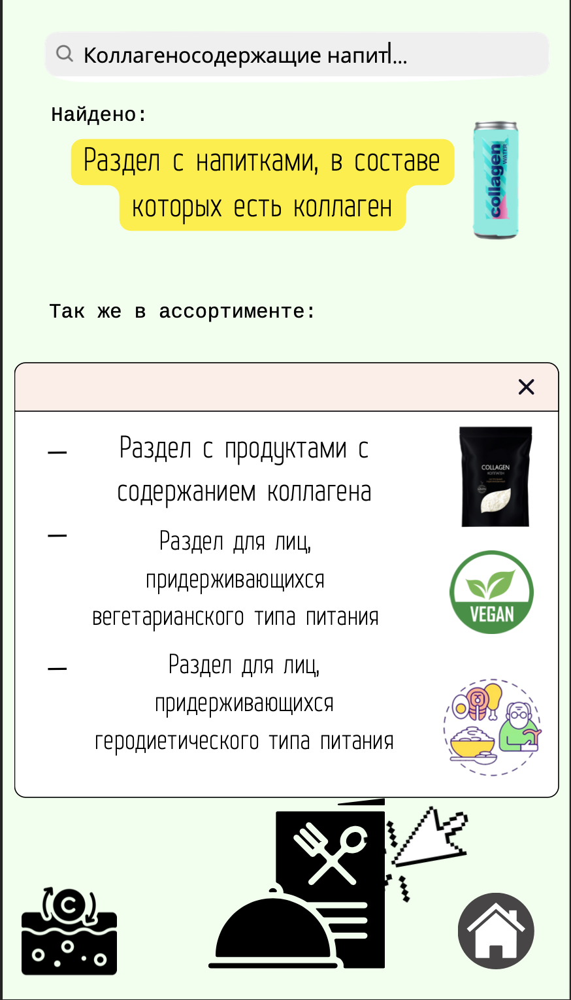 Коллагеносодержащие напит...
Найдено:
Раздел с напитками, в составе
которых есть коллаген
collagen
WATER
Так же в ассортименте:
Раздел с продуктами с
содержанием коллагена
COLLAGEN
КОЛЛАГЕН
Раздел для лиц,
придерживающихся
вегетарианского типа питания
VEGAN
Раздел для лиц,
придерживающихся
геродиетического типа питания
C